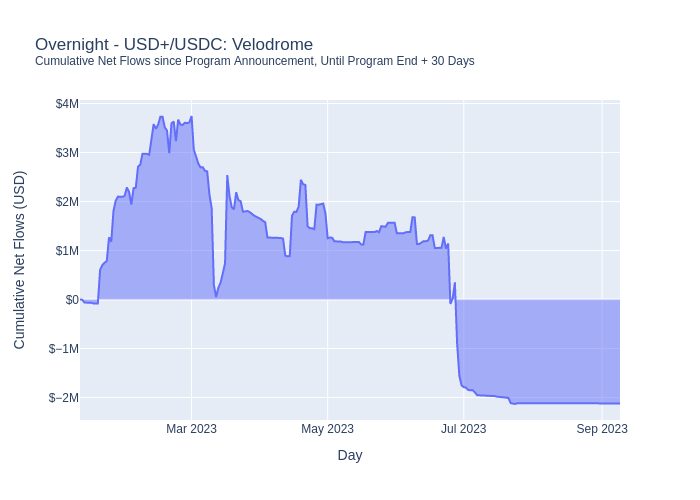 Overnight - USD+/USDC: Velodrome
Cumulative Net Flows since Program Announcement, Until Program End + 30 Days
Cumulative Net Flows (USD)
$4M
$3M
$2M
$1M
$0
$−1M
$−2M
Mar 2023
May 2023
Jul 2023
Sep 2023
Day